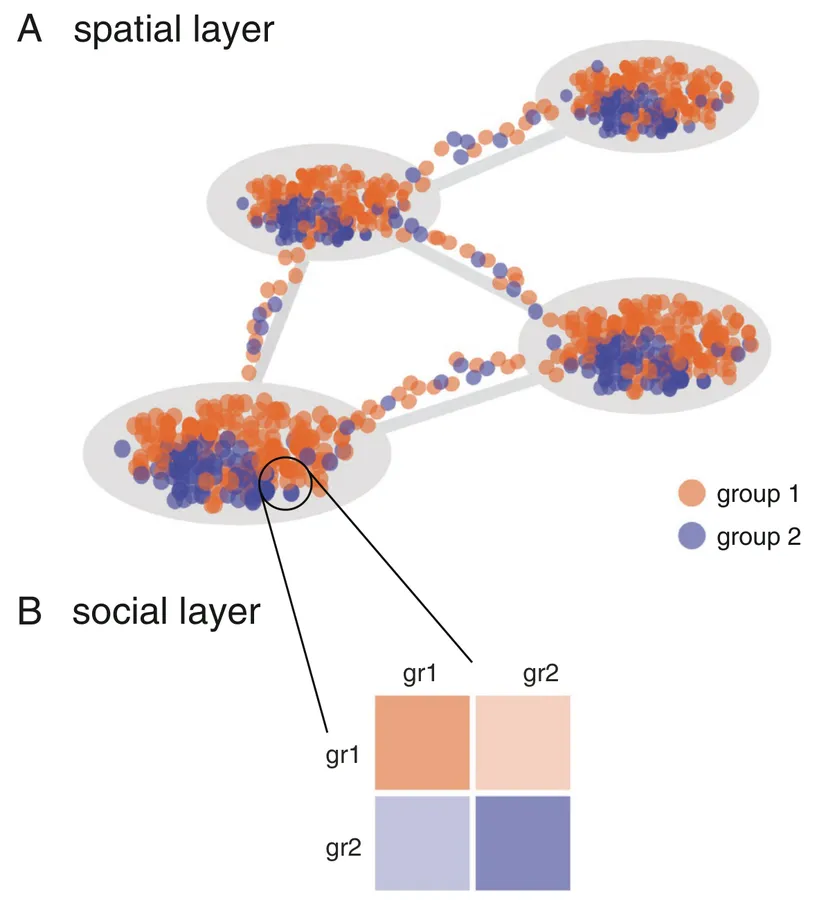 A spatial layer
group 1
group 2
B social layer
gr1 gr2
gr1
gr2